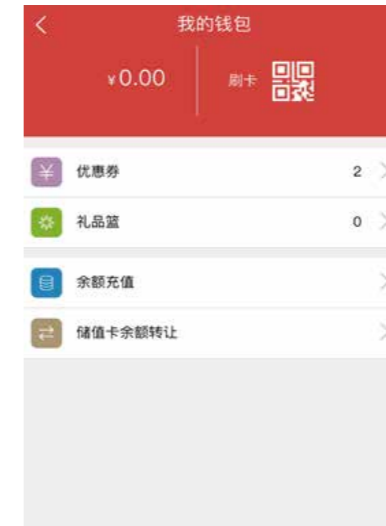 我的钱包
¥0.00 刷卡
优惠券 2
礼品篮 0
余额充值
储值卡余额转让